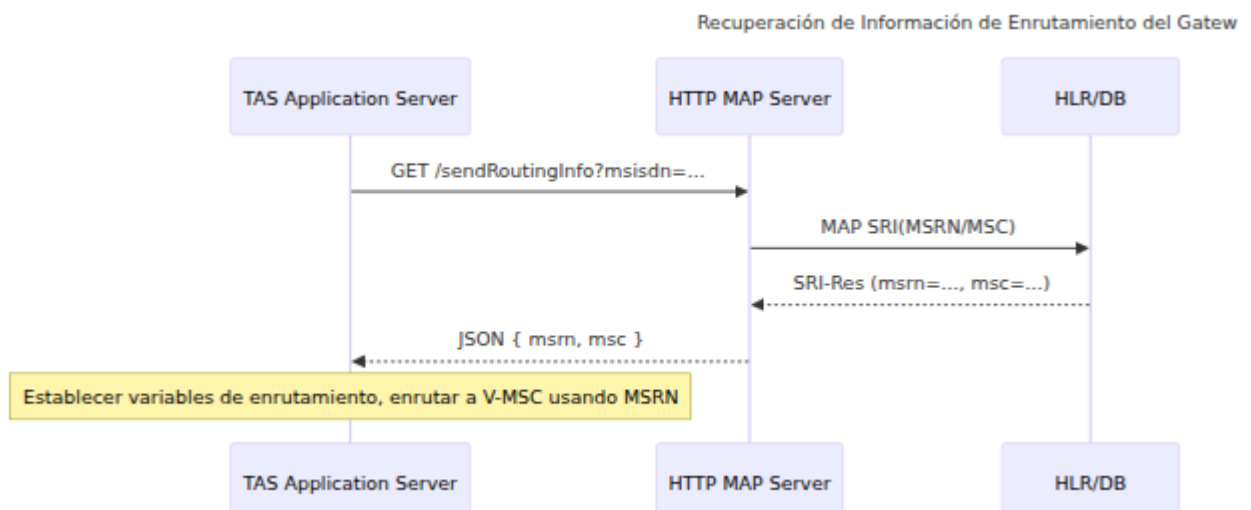 Recuperación de Información de Enrutamiento del Gatew
TAS Application Server
HTTP MAP Server
HLR/DB
GET /sendRoutingInfo?msisdn=...
MAP SRI(MSRN/MSC)
SRI-Res (msrn=..., msc=...)
JSON { msrn, msc }
Establecer variables de enrutamiento, enrutar a V-MSC usando MSRN
TAS Application Server
HTTP MAP Server
HLR/DB